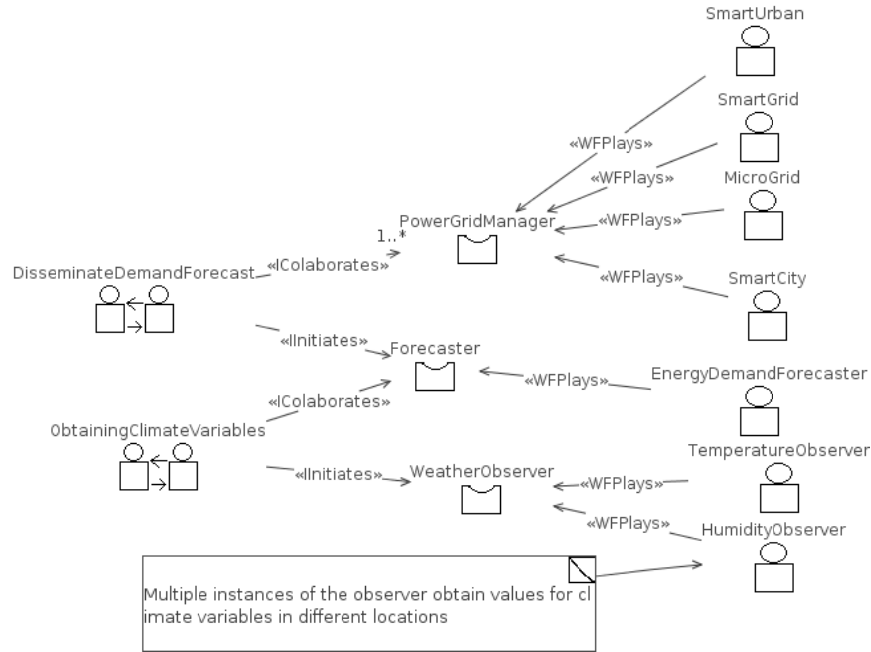 SmartUrban
SmartGrid
«WFPlays»
«WFPlays»
MicroGrid
PowerGridManager
«WFPlays»
1..*
«IColaborates»
DisseminateDemandForecast
«WFPlays»
SmartCity
«IInitiates»
Forecaster
EnergyDemandForecaster
«WFPlays»
«IColaborates»
ObtainingClimateVariables
TemperatureObserver
WeatherObserver
«IInitiates»
«WFPlays»
«WFPlays»
HumidityObserver
Multiple instances of the observer obtain values for cl
imate variables in different locations